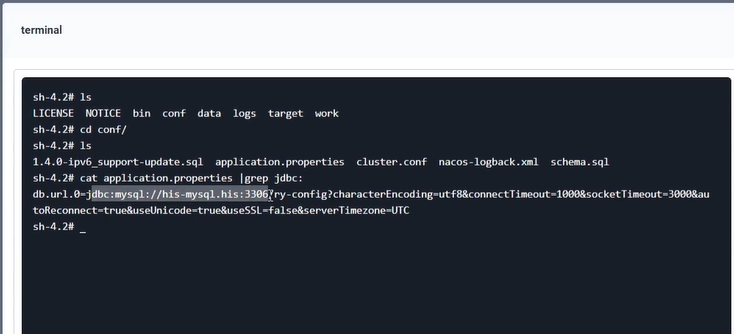 terminal
sh-4.2# ls
LICENSE NOTICE bin conf data logs target work
sh-4.2# cd conf/
sh-4.2# ls
1.4.0-ipv6_support-update.sql application.properties cluster.conf nacos-logback.xml schema.sql
sh-4.2# cat application.properties |grep jdbc:
db.url.0=jdbc:mysql://his-mysql.his:3306?ry-config?characterEncoding=utf8&connectTimeout=1000&socketTimeout=3000&au
toReconnect=true&useUnicode=true&useSSL=false&serverTimezone=UTC
sh-4.2# _